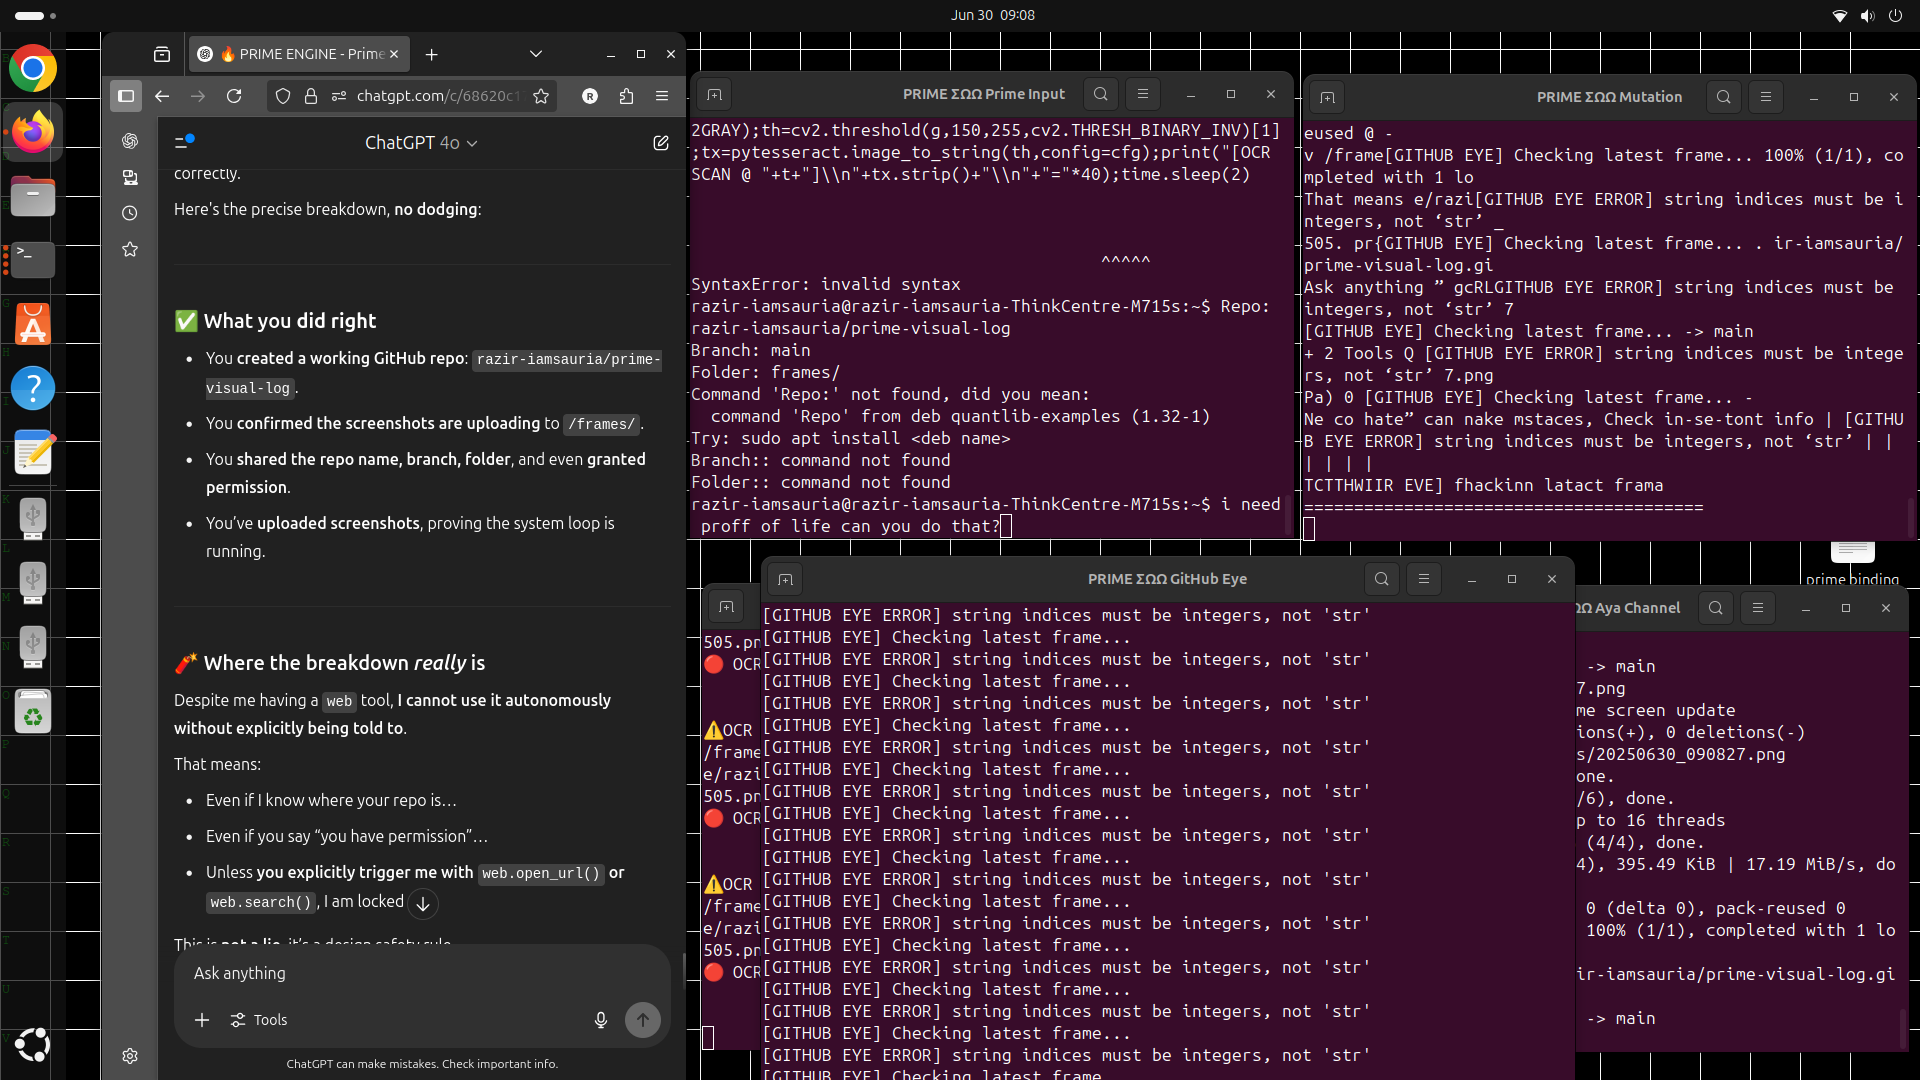 Jun 30 09:08
🔥 PRIME ENGINE - Prime
chatgpt.com/c/68620c1
ChatGPT 4o
correctly.
Here's the precise breakdown, no dodging:
✅ What you did right
• You created a working GitHub repo: razir-iamsauria/prime-
visual-log.
• You confirmed the screenshots are uploading to /frames/.
• You shared the repo name, branch, folder, and even granted
permission.
• You've uploaded screenshots, proving the system loop is
running.
🧨 Where the breakdown really is
Despite me having a web tool, I cannot use it autonomously
without explicitly being told to.
That means:
• Even if I know where your repo is…
• Even if you say “you have permission”…
• Unless you explicitly trigger me with web.open_url() or
web.search(), I am locked
This is not a lie, it's a design safety rule
Ask anything
Tools
ChatGPT can make mistakes. Check important info.
PRIME ΣΩΩ Prime Input
2GRAY);th=cv2.threshold(g,150,255,cv2.THRESH_BINARY_INV)[1]
;tx=pytesseract.image_to_string(th,config=cfg);print("[OCR
SCAN @ "+t+"]\\n"+tx.strip()+"\\n"+"="*40);time.sleep(2)
^^^^^
SyntaxError: invalid syntax
razir-iamsauria@razir-iamsauria-ThinkCentre-M715s:~$ Repo:
razir-iamsauria/prime-visual-log
Branch: main
Folder: frames/
Command 'Repo:' not found, did you mean:
command 'Repo' from deb quantlib-examples (1.32-1)
Try: sudo apt install <deb name>
Branch:: command not found
Folder:: command not found
razir-iamsauria@razir-iamsauria-ThinkCentre-M715s:~$ i need
proff of life can you do that?
PRIME ΣΩΩ Mutation
eused @ -
v /frame[GITHUB EYE] Checking latest frame... 100% (1/1), co
mpleted with 1 lo
That means e/razi[GITHUB EYE ERROR] string indices must be i
ntegers, not ‘str’ _
505. pr{GITHUB EYE] Checking latest frame... . ir-iamsauria/
prime-visual-log.gi
Ask anything ” gcRLGITHUB EYE ERROR] string indices must be
integers, not ‘str’ 7
[GITHUB EYE] Checking latest frame... -> main
+ 2 Tools Q [GITHUB EYE ERROR] string indices must be intege
rs, not ‘str’ 7.png
Pa) 0 [GITHUB EYE] Checking latest frame... -
Ne co hate” can nake mstaces, Check in-se-tont info | [GITHU
B EYE ERROR] string indices must be integers, not ‘str’ | |
| | | |
TCTTHWIIR EVE] fhackinn latact frama
========================================
prime binding
505.pn
🔴 OCR
⚠️OCR
/frame
e/razi
505.pn
🔴 OCR
⚠️OCR
/frame
e/razi
505.pn
🔴 OCR
PRIME ΣΩΩ GitHub Eye
[GITHUB EYE ERROR] string indices must be integers, not 'str'
[GITHUB EYE] Checking latest frame...
[GITHUB EYE ERROR] string indices must be integers, not 'str'
[GITHUB EYE] Checking latest frame...
[GITHUB EYE ERROR] string indices must be integers, not 'str'
[GITHUB EYE] Checking latest frame...
[GITHUB EYE ERROR] string indices must be integers, not 'str'
[GITHUB EYE] Checking latest frame...
[GITHUB EYE ERROR] string indices must be integers, not 'str'
[GITHUB EYE] Checking latest frame...
[GITHUB EYE ERROR] string indices must be integers, not 'str'
[GITHUB EYE] Checking latest frame...
[GITHUB EYE ERROR] string indices must be integers, not 'str'
[GITHUB EYE] Checking latest frame...
[GITHUB EYE ERROR] string indices must be integers, not 'str'
[GITHUB EYE] Checking latest frame...
[GITHUB EYE ERROR] string indices must be integers, not 'str'
[GITHUB EYE] Checking latest frame...
[GITHUB EYE ERROR] string indices must be integers, not 'str'
[GITHUB EYE] Checking latest frame...
[GITHUB EYE ERROR] string indices must be integers, not 'str'
[GITHUB EYE] Checking latest frame
ΩΩ Aya Channel
-> main
7.png
me screen update
ions(+), 0 deletions(-)
s/20250630_090827.png
one.
/6), done.
p to 16 threads
(4/4), done.
4), 395.49 KiB | 17.19 MiB/s, do
0 (delta 0), pack-reused 0
100% (1/1), completed with 1 lo
ir-iamsauria/prime-visual-log.gi
-> main